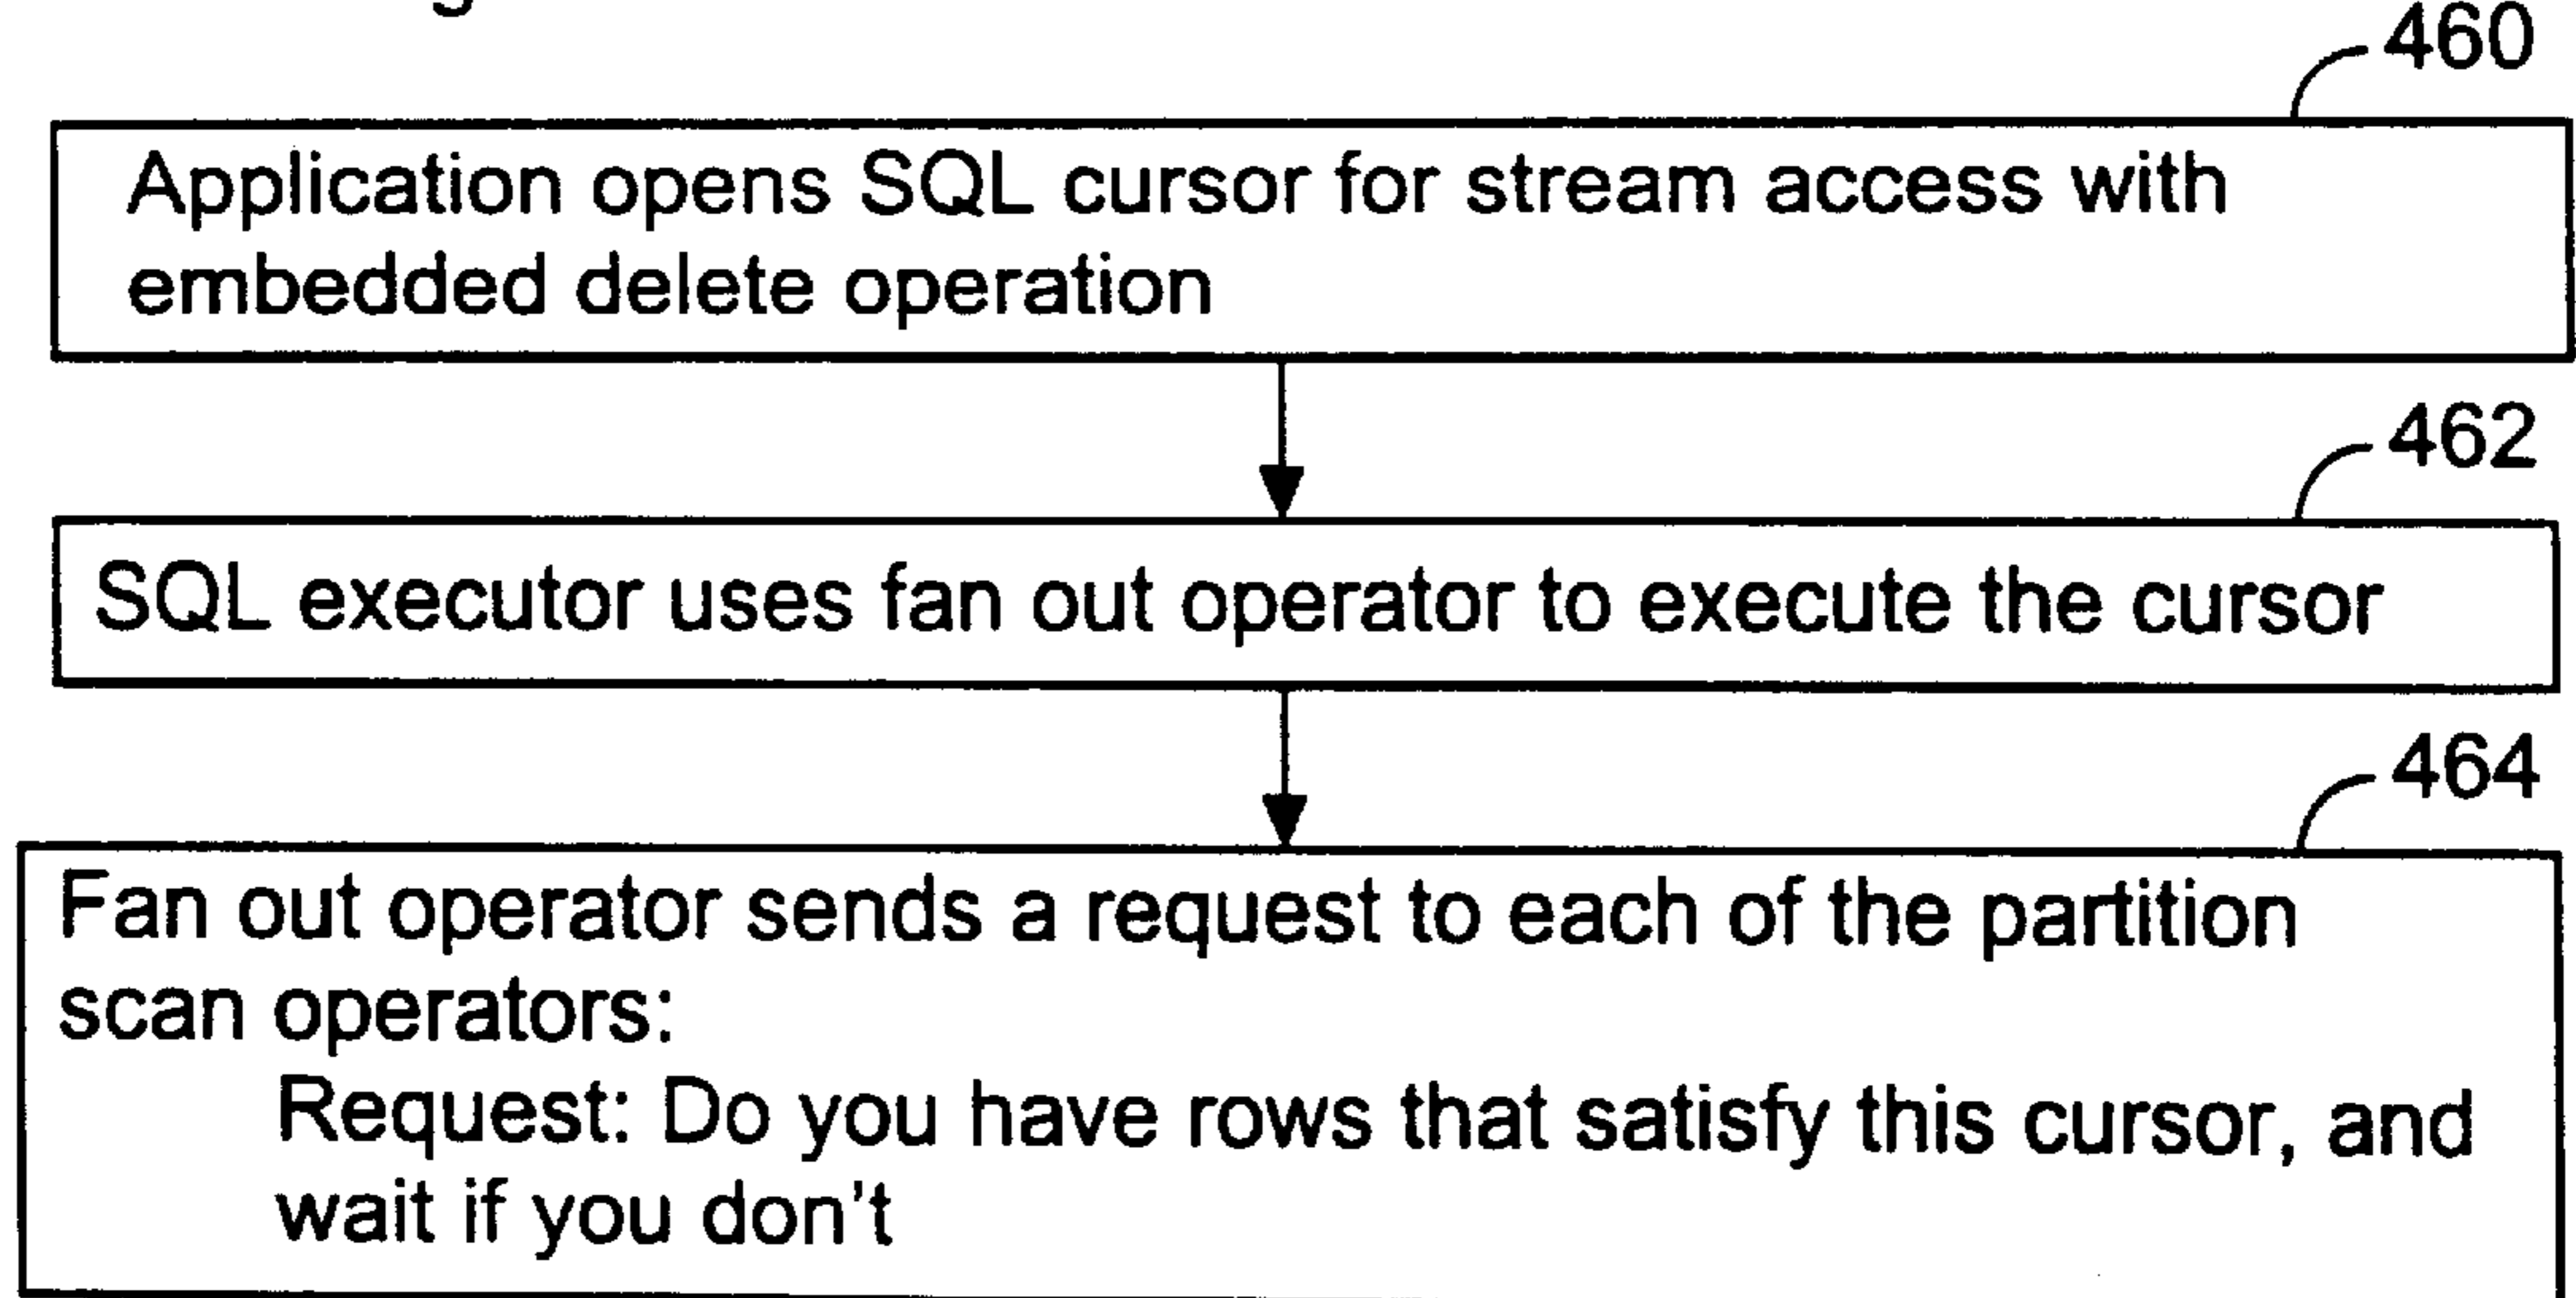 460
Application opens SQL cursor for stream access with
embedded delete operation
462
SQL executor uses fan out operator to execute the cursor
464
Fan out operator sends a request to each of the partition
scan operators:
Request: Do you have rows that satisfy this cursor, and
wait if you don't